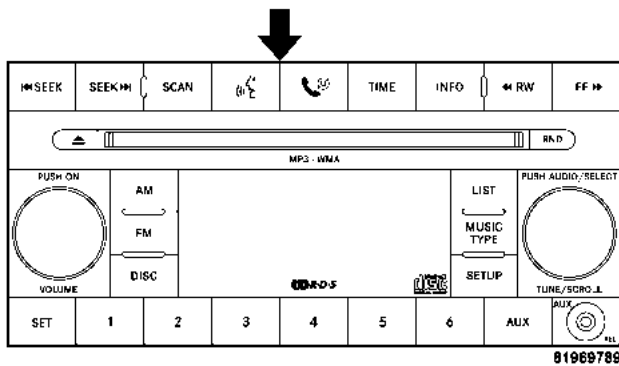 ⏮SEEK SEEK⏭ SCAN TIME INFO ◀◀ RW FF ▶▶
RND
MP3 - WMA
PUSH ON AM LIST PUSH AUDIO/SELECT
FM MUSIC TYPE
DISC R·D·S disc SETUP
VOLUME TUNE/SCROLL
SET 1 2 3 4 5 6 AUX AUX
81969789